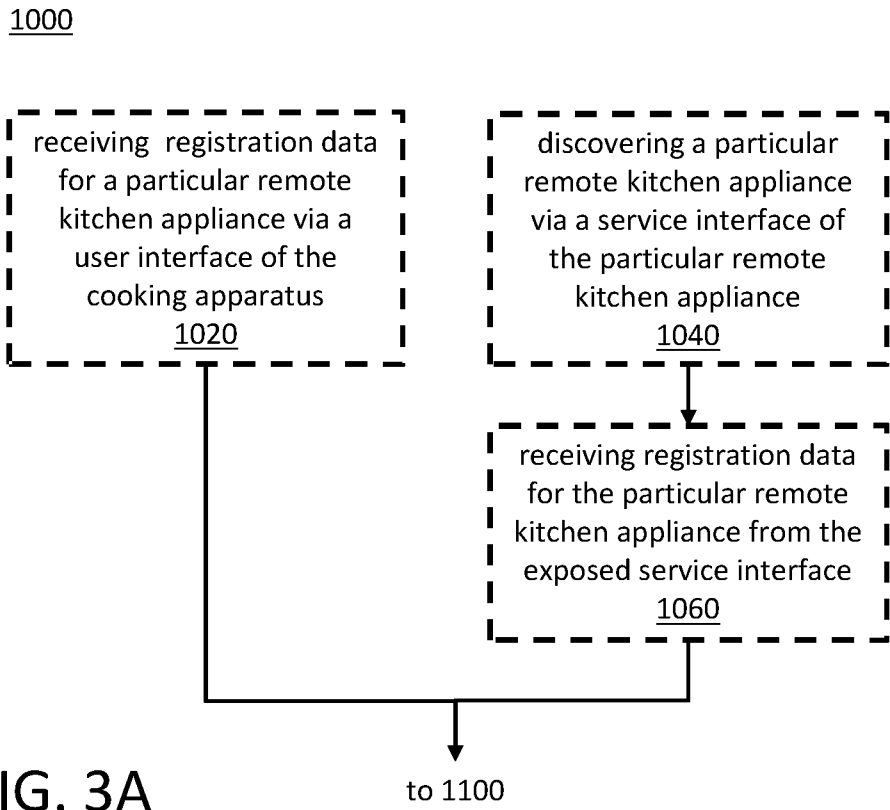 1000
receiving registration data
for a particular remote
kitchen appliance via a
user interface of the
cooking apparatus
1020
discovering a particular
remote kitchen appliance
via a service interface of
the particular remote
kitchen appliance
1040
receiving registration data
for the particular remote
kitchen appliance from the
exposed service interface
1060
to 1100
IG. 3A